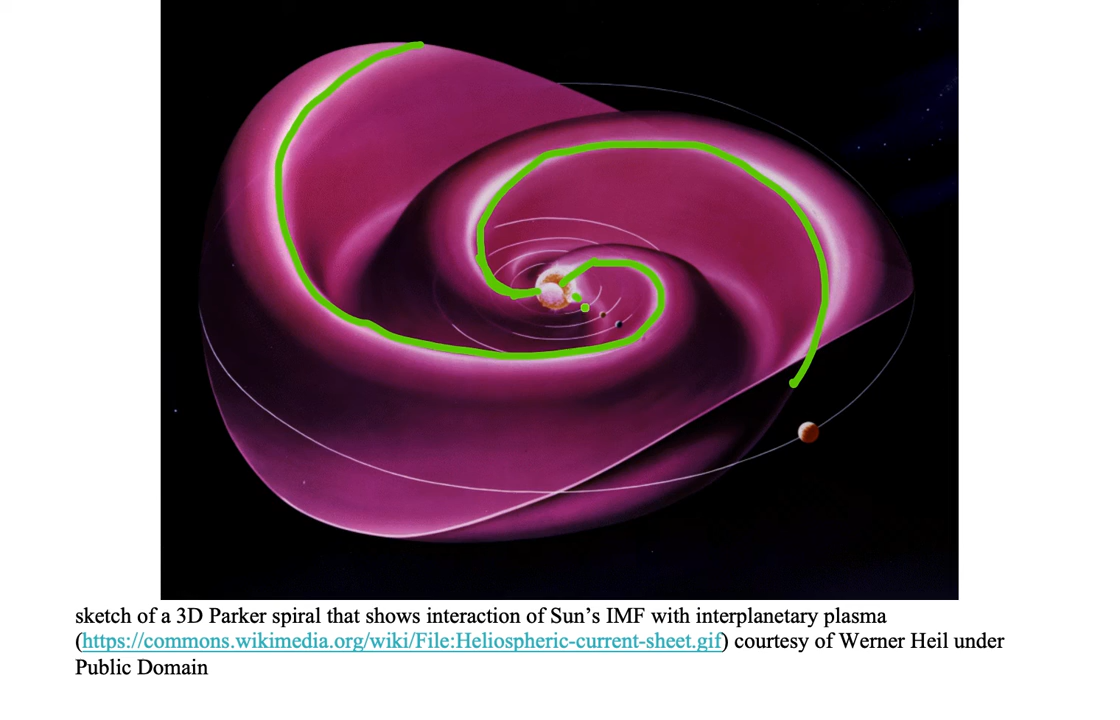 sketch of a 3D Parker spiral that shows interaction of Sun’s IMF with interplanetary plasma
(https://commons.wikimedia.org/wiki/File:Heliospheric-current-sheet.gif) courtesy of Werner Heil under
Public Domain